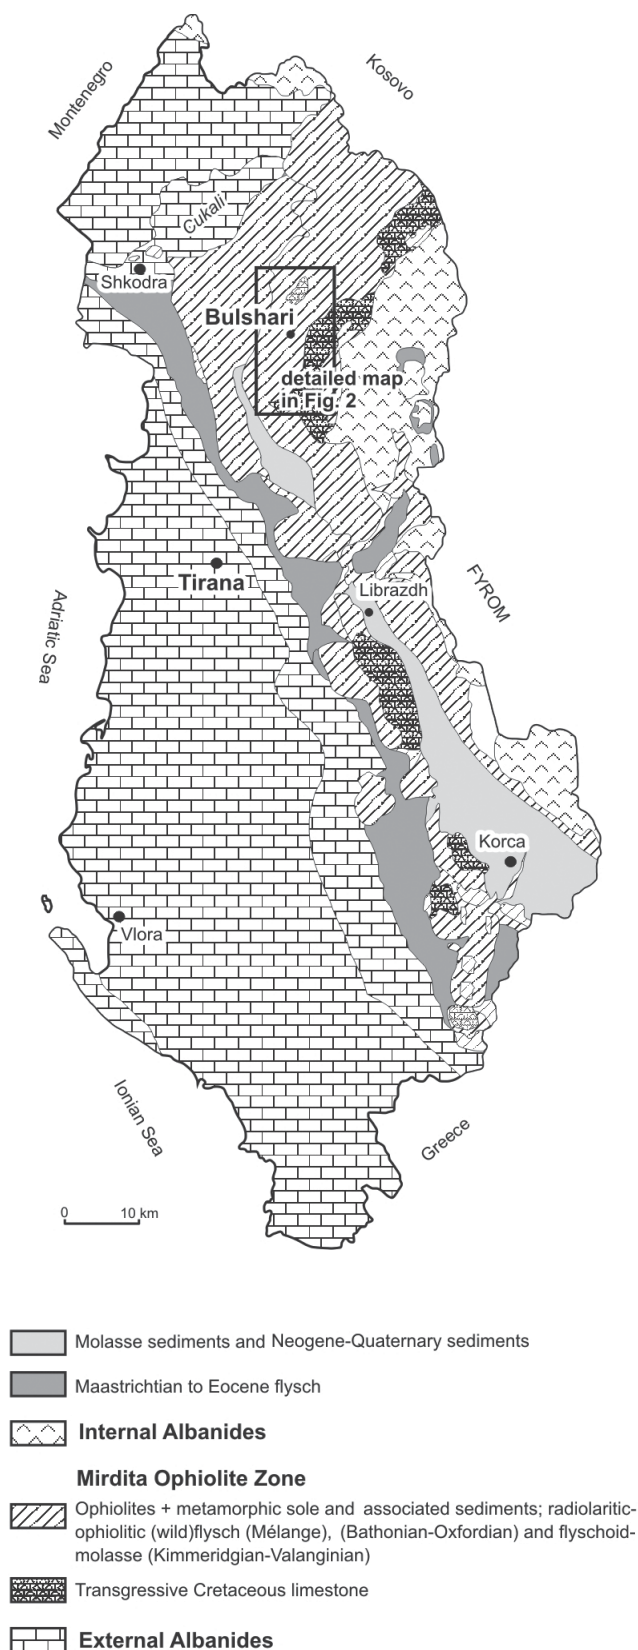 Montenegro
Kosovo
Cukali
Shkodra
Bulshari
detailed map
in Fig. 2
Tirana
Librazdh
FYROM
Adriatic Sea
Korca
Vlora
Ionian Sea
Greece
0 10 km
Molasse sediments and Neogene-Quaternary sediments
Maastrichtian to Eocene flysch
Internal Albanides
Mirdita Ophiolite Zone
Ophiolites + metamorphic sole and associated sediments; radiolaritic-
ophiolitic (wild)flysch (Mélange), (Bathonian-Oxfordian) and flyschoid-
molasse (Kimmeridgian-Valanginian)
Transgressive Cretaceous limestone
External Albanides